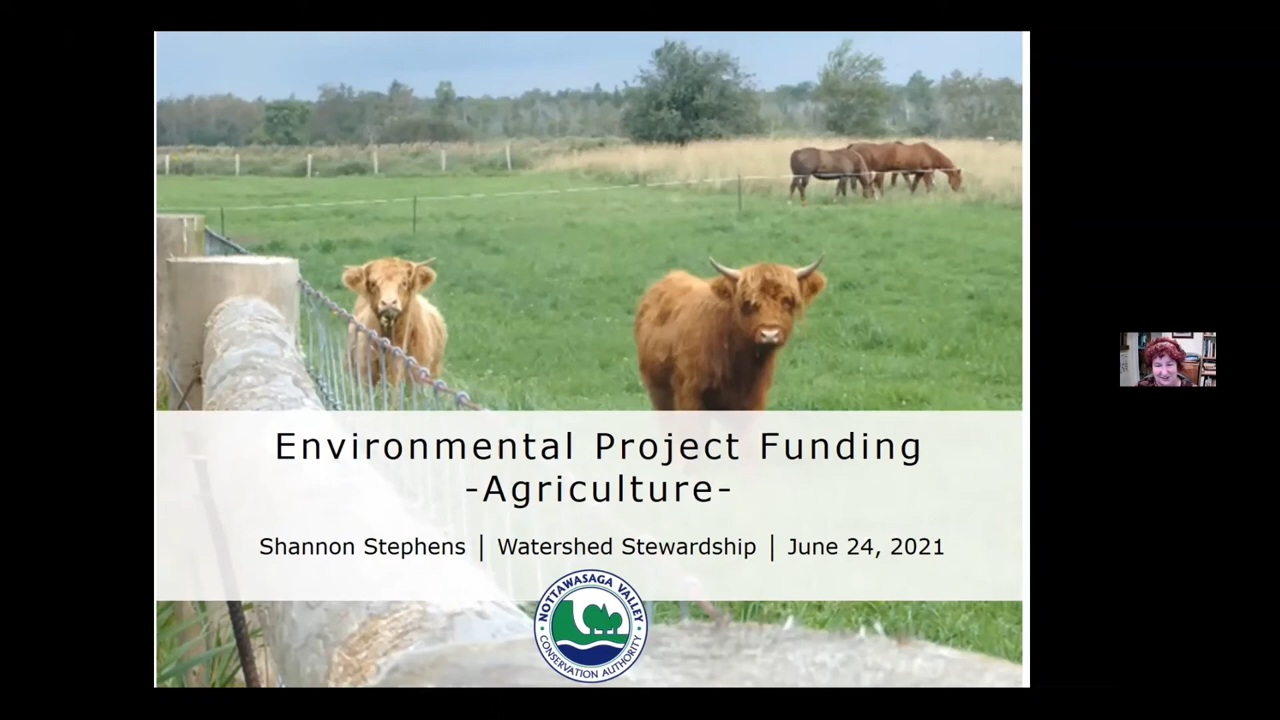 Environmental Project Funding
-Agriculture-
Shannon Stephens | Watershed Stewardship | June 24, 2021
NOTTAWASAGA VALLEY
CONSERVATION AUTHORITY